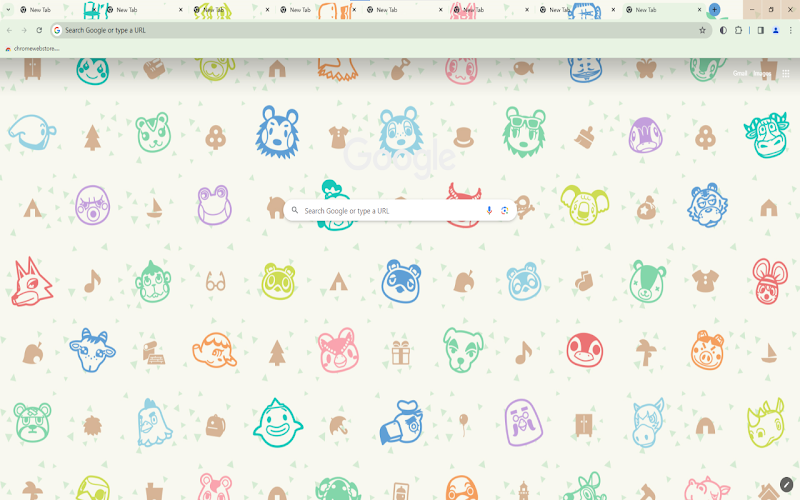 New Tab New Tab New Tab New Tab New Tab New Tab New Tab New Tab
Search Google or type a URL
chromewebstore....
Gmail Images
Google
Search Google or type a URL